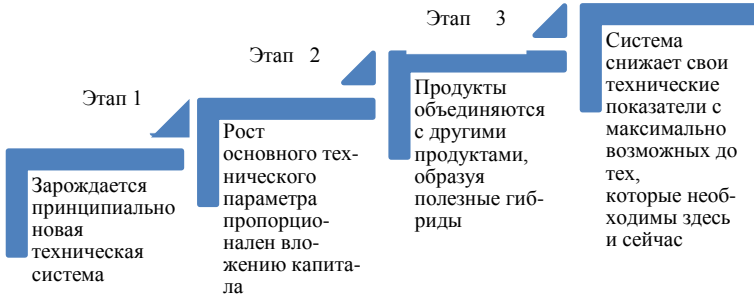 Этап 1
Зарождается
принципиально
новая
техническая
система
Этап 2
Рост
основного тех-
нического
параметра
пропорцио-
нален вло-
жению капита-
ла
Этап 3
Продукты
объединяются
с другими
продуктами,
образуя
полезные гиб-
риды
Система
снижает свои
технические
показатели с
максимально
возможных до
тех,
которые необ-
ходимы здесь
и сейчас